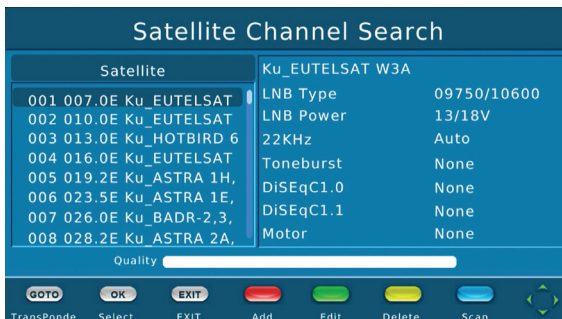 Satellite Channel Search
Satellite
001 007.0E Ku_EUTELSAT
002 010.0E Ku_EUTELSAT
003 013.0E Ku_HOTBIRD 6
004 016.0E Ku_EUTELSAT
005 019.2E Ku_ASTRA 1H,
006 023.5E Ku_ASTRA 1E,
007 026.0E Ku_BADR-2,3,
008 028.2E Ku_ASTRA 2A,
Ku_EUTELSAT W3A
LNB Type 09750/10600
LNB Power 13/18V
22KHz Auto
Toneburst None
DiSEqC1.0 None
DiSEqC1.1 None
Motor None
Quality
GOTO OK EXIT
TransPonde Select EXIT Add Edit Delete Scan